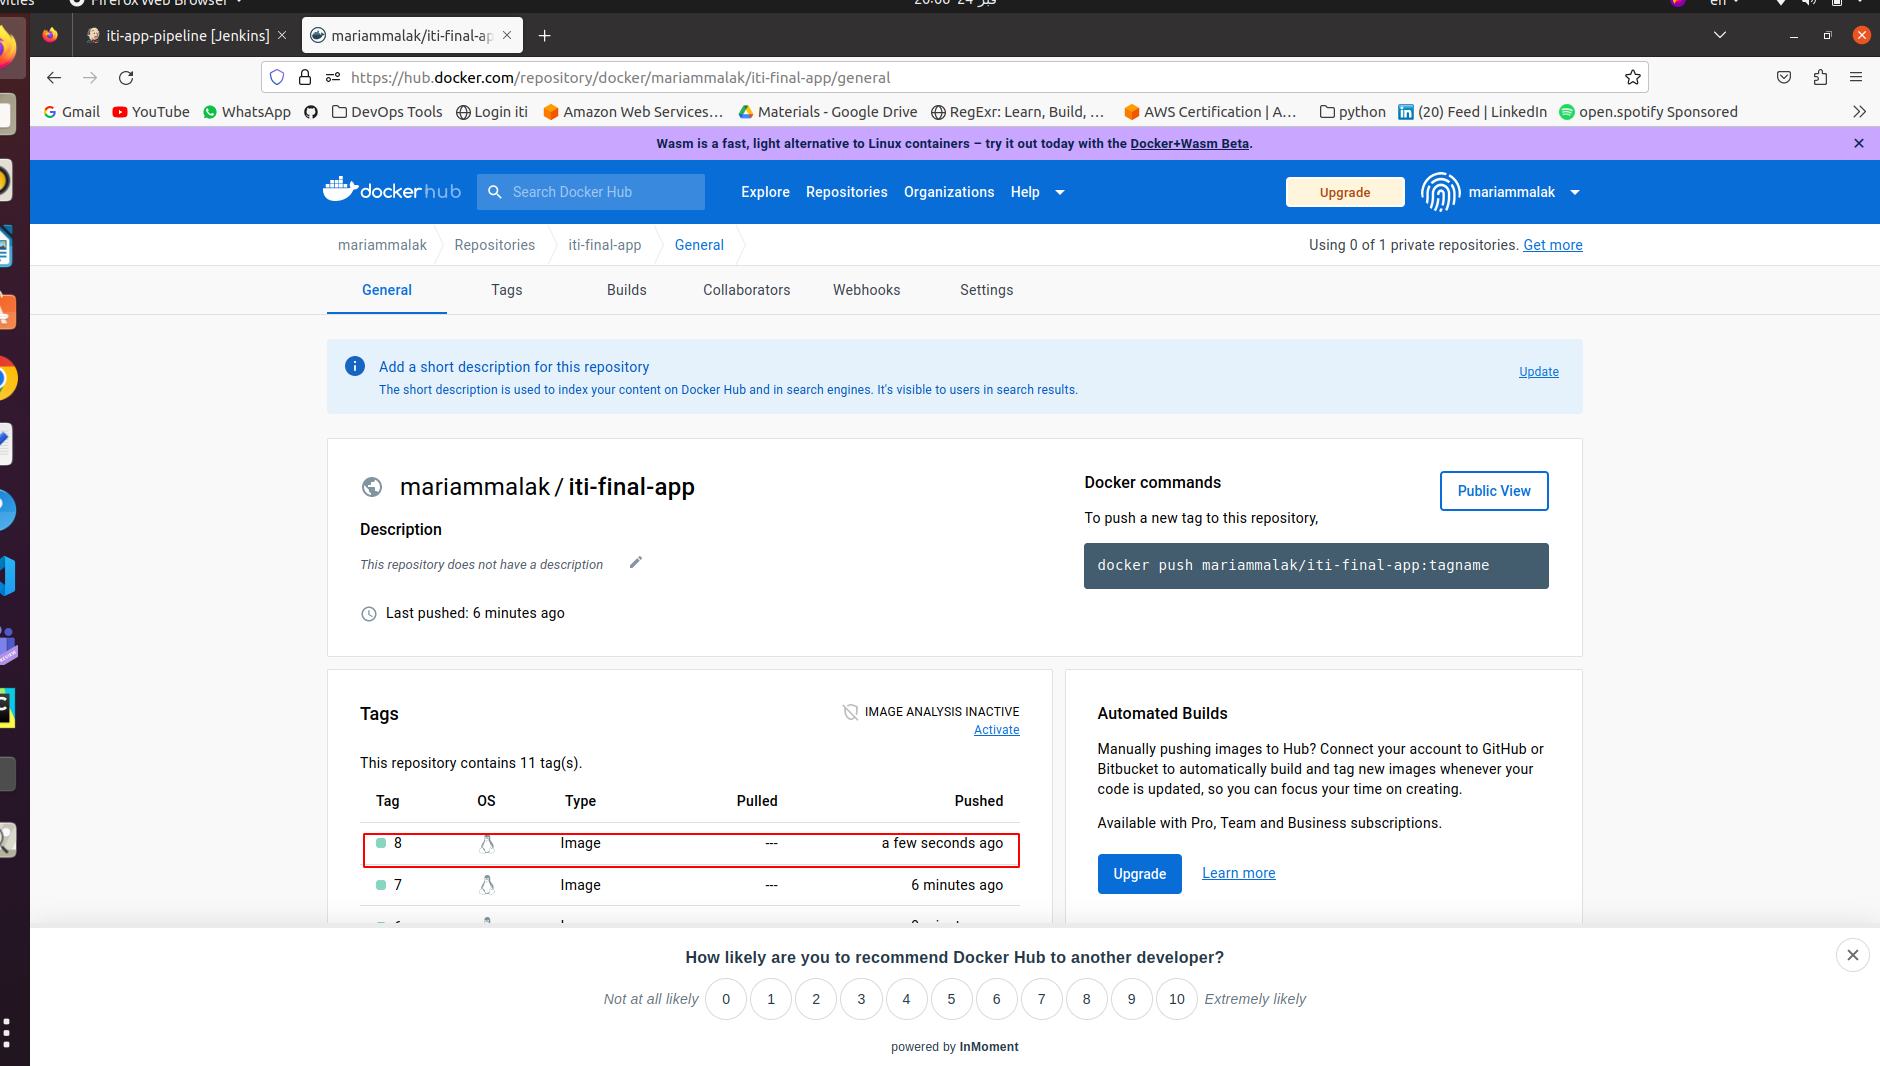 Firefox Web Browser
en
iti-app-pipeline [Jenkins]
mariammalak/iti-final-ap
https://hub.docker.com/repository/docker/mariammalak/iti-final-app/general
Gmail YouTube WhatsApp DevOps Tools Login iti Amazon Web Services… Materials - Google Drive RegExr: Learn, Build, … AWS Certification | A… python (20) Feed | LinkedIn open.spotify Sponsored
Wasm is a fast, light alternative to Linux containers – try it out today with the Docker+Wasm Beta.
docker hub Search Docker Hub Explore Repositories Organizations Help Upgrade mariammalak
mariammalak Repositories iti-final-app General Using 0 of 1 private repositories. Get more
General Tags Builds Collaborators Webhooks Settings
Add a short description for this repository
The short description is used to index your content on Docker Hub and in search engines. It's visible to users in search results.
Update
mariammalak / iti-final-app
Description
This repository does not have a description
Last pushed: 6 minutes ago
Docker commands
Public View
To push a new tag to this repository,
docker push mariammalak/iti-final-app:tagname
Tags
IMAGE ANALYSIS INACTIVE
Activate
This repository contains 11 tag(s).
Tag OS Type Pulled Pushed
8 Image --- a few seconds ago
7 Image --- 6 minutes ago
Automated Builds
Manually pushing images to Hub? Connect your account to GitHub or
Bitbucket to automatically build and tag new images whenever your
code is updated, so you can focus your time on creating.
Available with Pro, Team and Business subscriptions.
Upgrade Learn more
How likely are you to recommend Docker Hub to another developer?
Not at all likely 0 1 2 3 4 5 6 7 8 9 10 Extremely likely
powered by InMoment